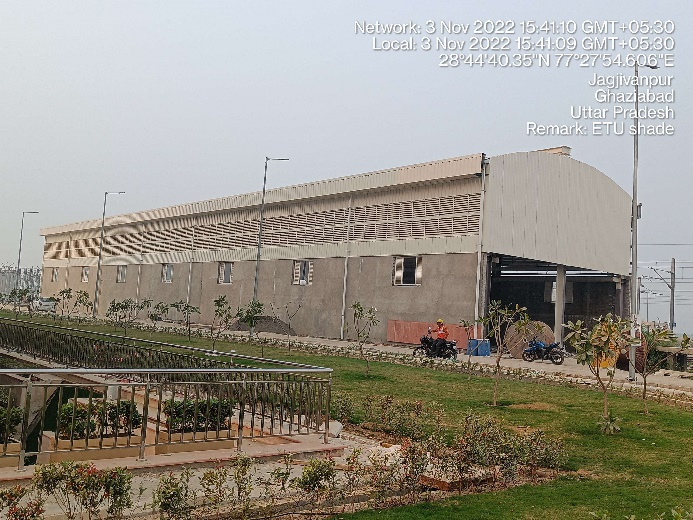 Network: 3 Nov 2022 15:41:10 GMT+05:30
Local: 3 Nov 2022 15:41:09 GMT+05:30
28°44'40.35"N 77°27'54.606"E
Jagjivanpur
Ghaziabad
Uttar Pradesh
Remark: ETU shade